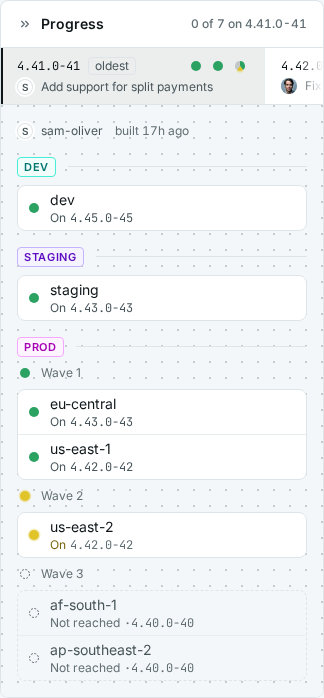 Progress
0 of 7 on 4.41.0-41
4.41.0-41 oldest
4.42.0
S Add support for split payments
Fix
S sam-oliver built 17h ago
DEV
dev
On 4.45.0-45
STAGING
staging
On 4.43.0-43
PROD
Wave 1
eu-central
On 4.43.0-43
us-east-1
On 4.42.0-42
Wave 2
us-east-2
On 4.42.0-42
Wave 3
af-south-1
Not reached · 4.40.0-40
ap-southeast-2
Not reached · 4.40.0-40